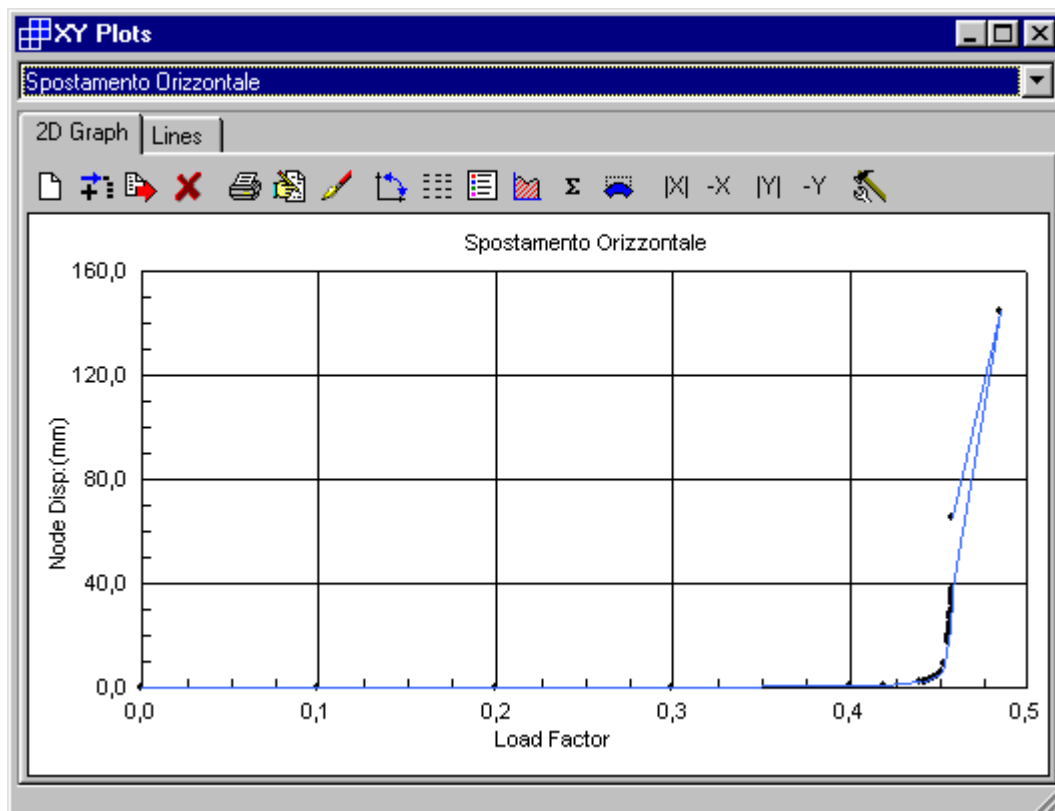 XY Plots
Spostamento Orizzontale
2D Graph Lines
Σ |X| -X |Y| -Y
Spostamento Orizzontale
160,0
120,0
80,0
40,0
0,0
Node Disp:(mm)
0,0 0,1 0,2 0,3 0,4 0,5
Load Factor